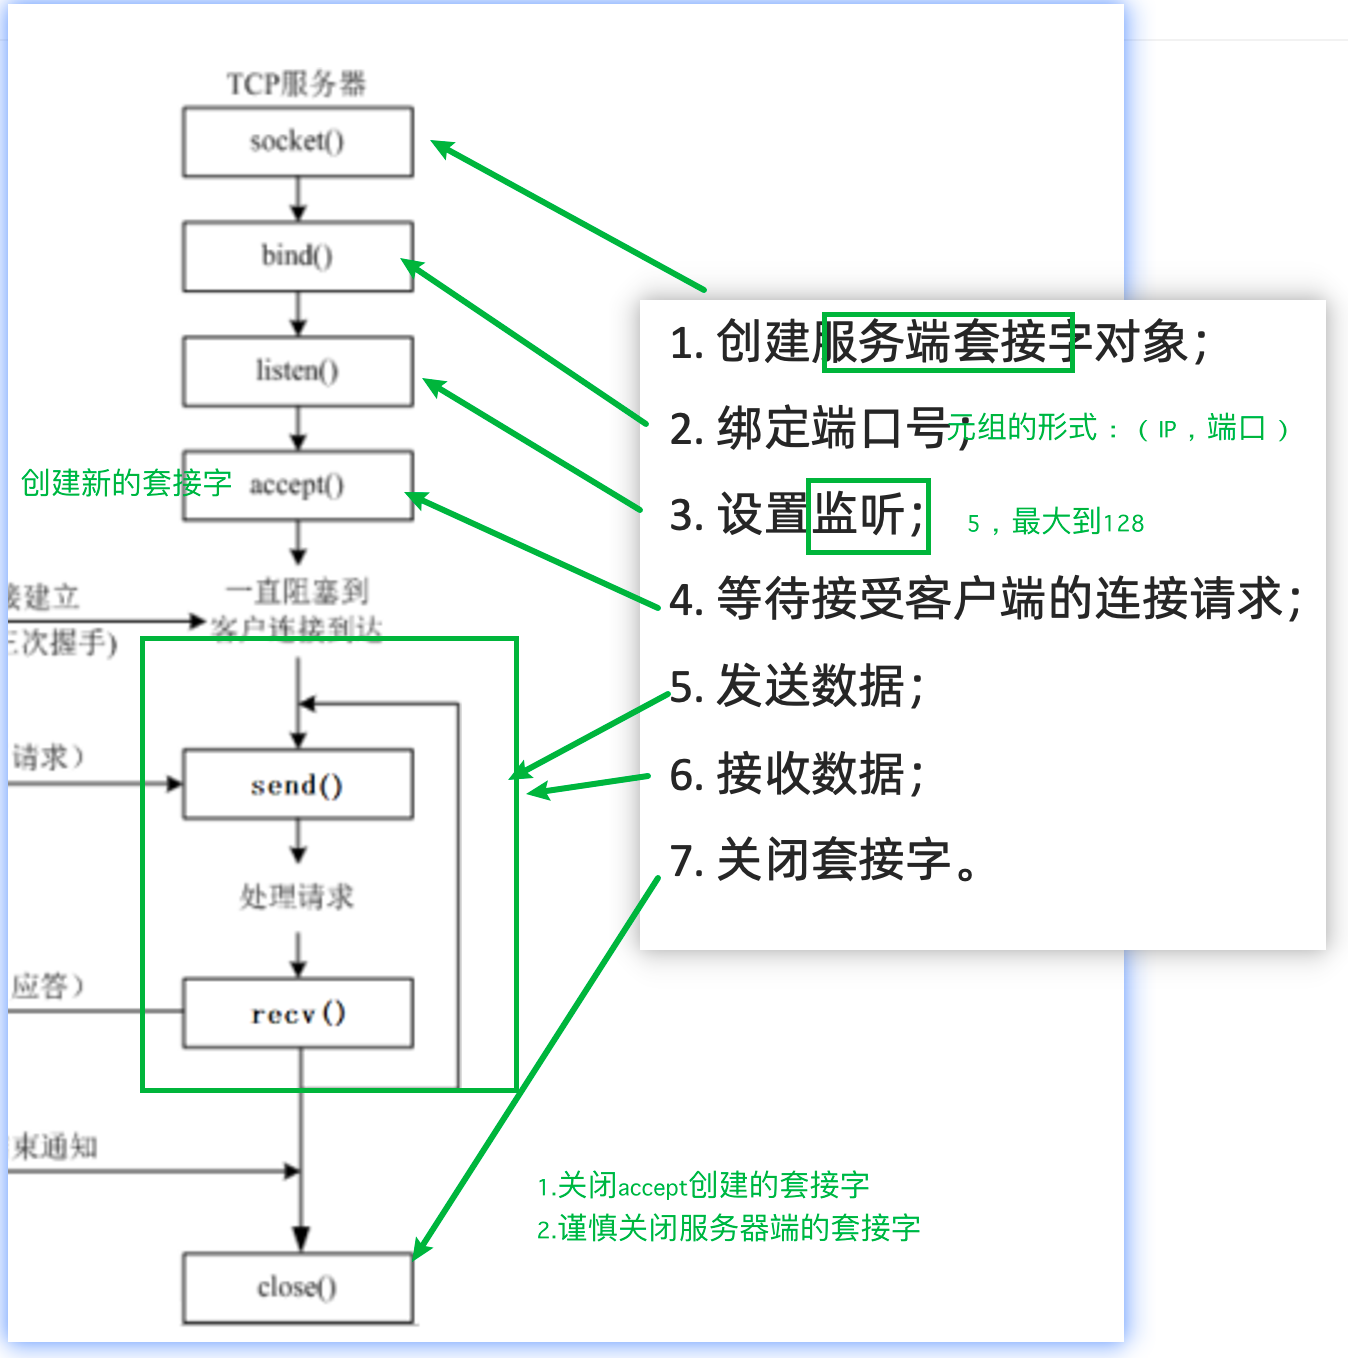 TCP服务器
socket()
bind()
listen()
创建新的套接字
accept()
一直阻塞到
客户连接到达
接建立
三次握手)
请求）
send()
处理请求
应答）
recv()
束通知
close()
1. 创建服务端套接字对象；
2. 绑定端口号；
元组的形式：（IP，端口）
3. 设置监听；
5，最大到128
4. 等待接受客户端的连接请求；
5. 发送数据；
6. 接收数据；
7. 关闭套接字。
1.关闭accept创建的套接字
2.谨慎关闭服务器端的套接字